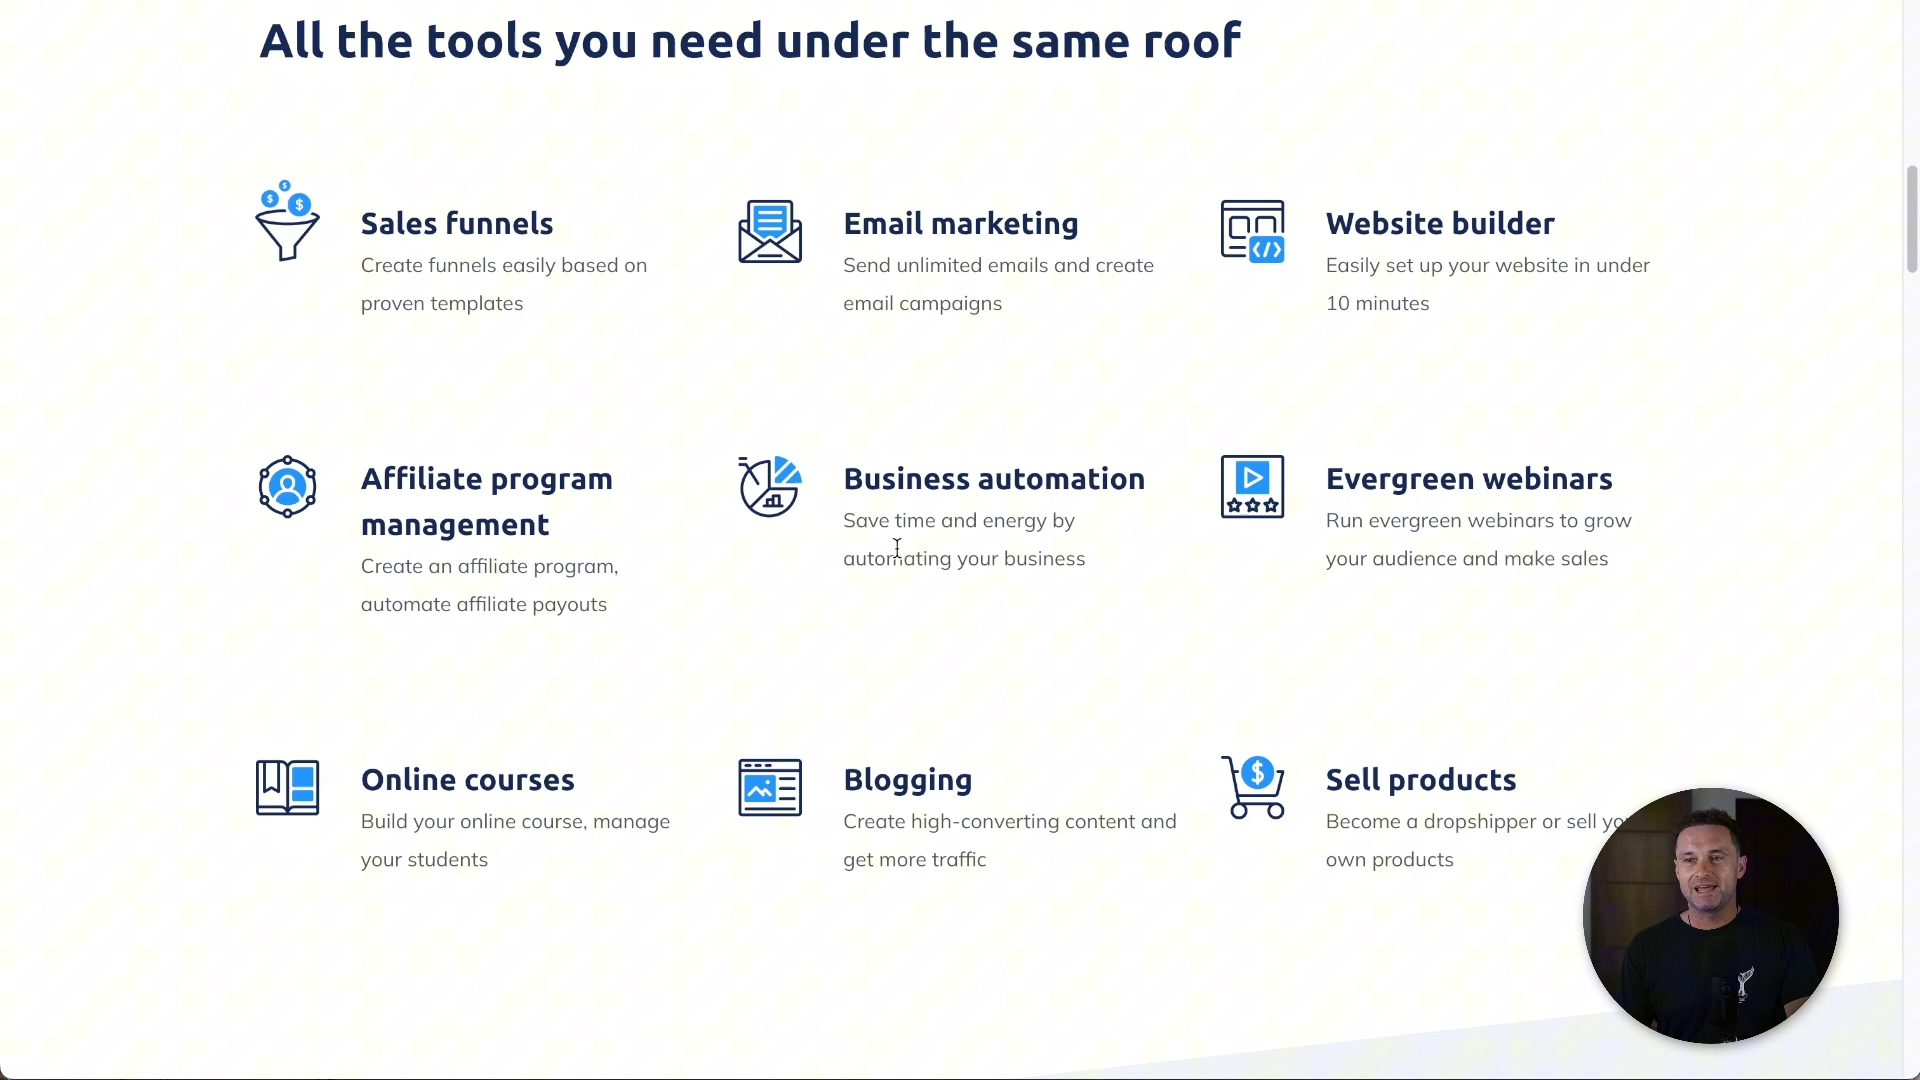 All the tools you need under the same roof
Sales funnels
Create funnels easily based on
proven templates
Email marketing
Send unlimited emails and create
email campaigns
Website builder
Easily set up your website in under
10 minutes
Affiliate program
management
Create an affiliate program,
automate affiliate payouts
Business automation
Save time and energy by
automating your business
Evergreen webinars
Run evergreen webinars to grow
your audience and make sales
Online courses
Build your online course, manage
your students
Blogging
Create high-converting content and
get more traffic
Sell products
Become a dropshipper or sell
own products